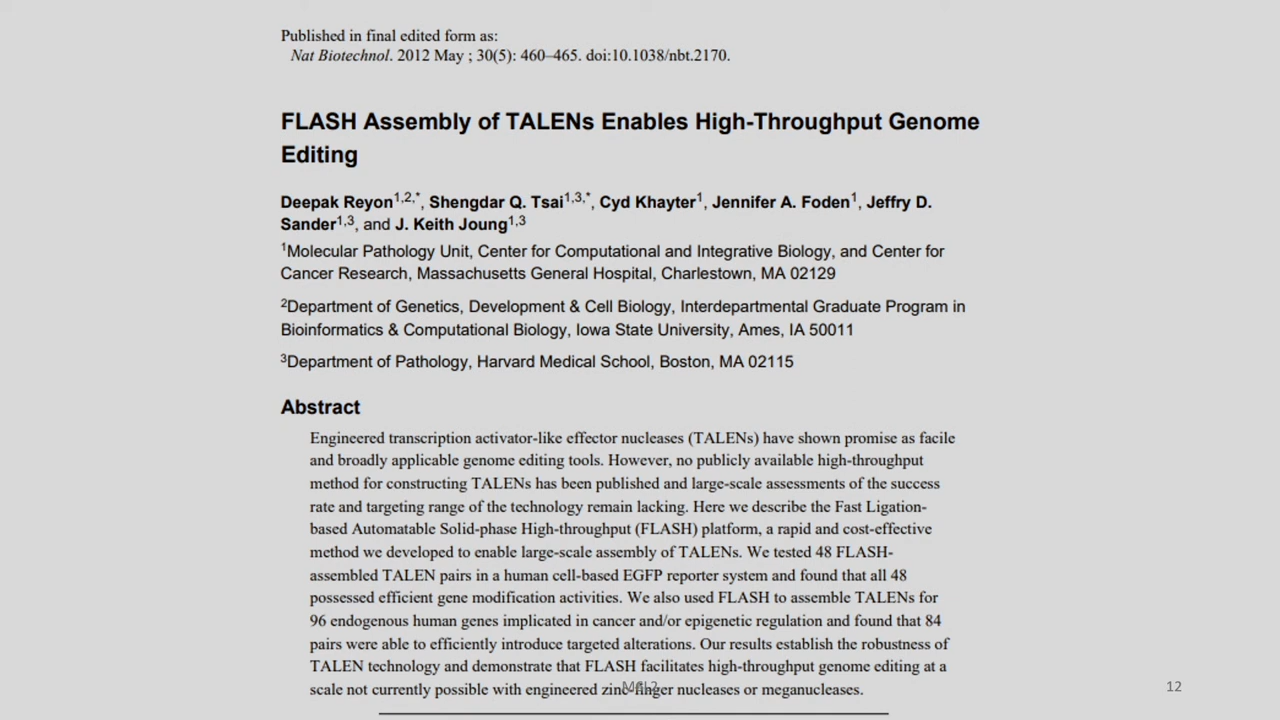 Published in final edited form as:
Nat Biotechnol. 2012 May ; 30(5): 460–465. doi:10.1038/nbt.2170.
FLASH Assembly of TALENs Enables High-Throughput Genome
Editing
Deepak Reyon1,2,*, Shengdar Q. Tsai1,3,*, Cyd Khayter1, Jennifer A. Foden1, Jeffry D.
Sander1,3, and J. Keith Joung1,3
1Molecular Pathology Unit, Center for Computational and Integrative Biology, and Center for
Cancer Research, Massachusetts General Hospital, Charlestown, MA 02129
2Department of Genetics, Development & Cell Biology, Interdepartmental Graduate Program in
Bioinformatics & Computational Biology, Iowa State University, Ames, IA 50011
3Department of Pathology, Harvard Medical School, Boston, MA 02115
Abstract
Engineered transcription activator-like effector nucleases (TALENs) have shown promise as facile
and broadly applicable genome editing tools. However, no publicly available high-throughput
method for constructing TALENs has been published and large-scale assessments of the success
rate and targeting range of the technology remain lacking. Here we describe the Fast Ligation-
based Automatable Solid-phase High-throughput (FLASH) platform, a rapid and cost-effective
method we developed to enable large-scale assembly of TALENs. We tested 48 FLASH-
assembled TALEN pairs in a human cell-based EGFP reporter system and found that all 48
possessed efficient gene modification activities. We also used FLASH to assemble TALENs for
96 endogenous human genes implicated in cancer and/or epigenetic regulation and found that 84
pairs were able to efficiently introduce targeted alterations. Our results establish the robustness of
TALEN technology and demonstrate that FLASH facilitates high-throughput genome editing at a
scale not currently possible with engineered zinc-finger nucleases or meganucleases.
12